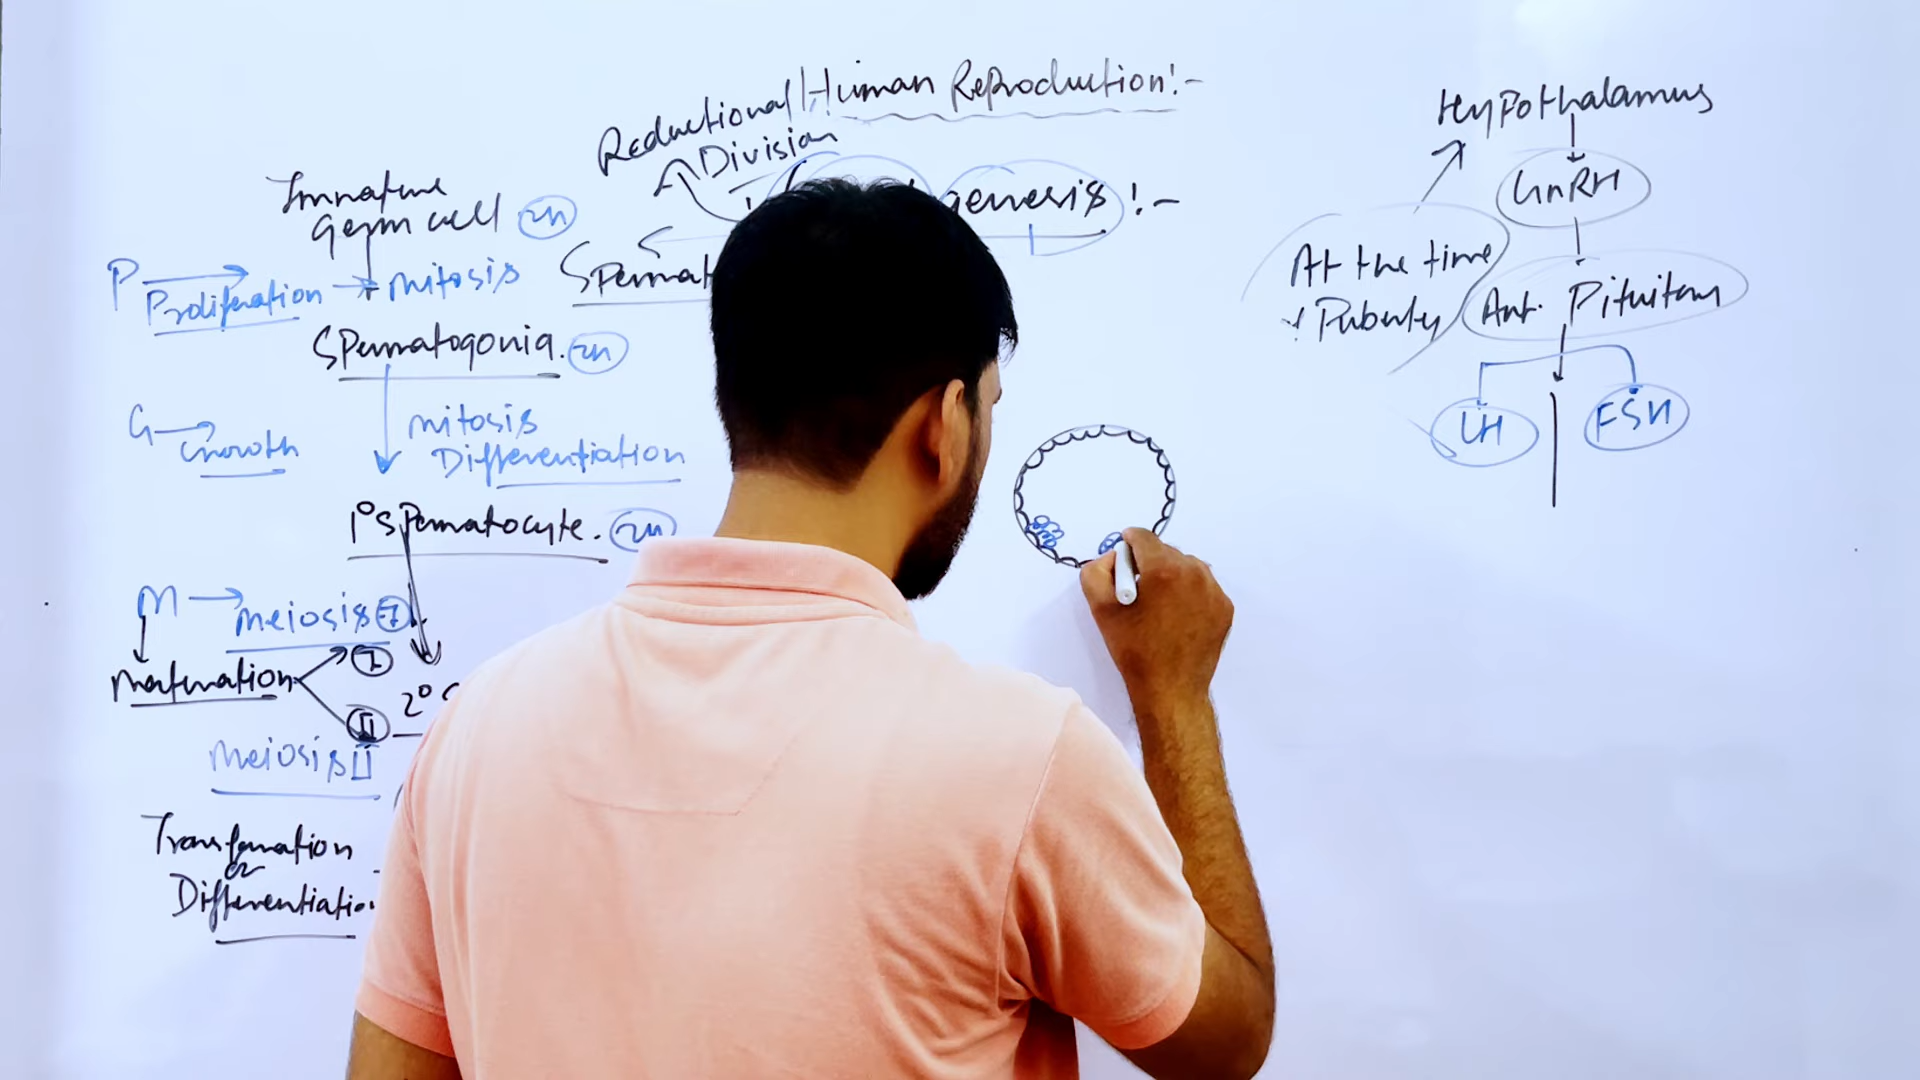 Human Reproduction:-
Reductional
Division
genesis:-
Immature
Germ cell 2n
P
Proliferation
mitosis
Spermatogonia. 2n
G
Growth
mitosis
Differentiation
1° Spermatocyte. 2n
M
meiosis I
maturation
I
II
2°
meiosis II
Transformation
or
Differentiation
Hypothalamus
GnRH
At the time
Puberty
Ant. Pituitary
LH
FSH